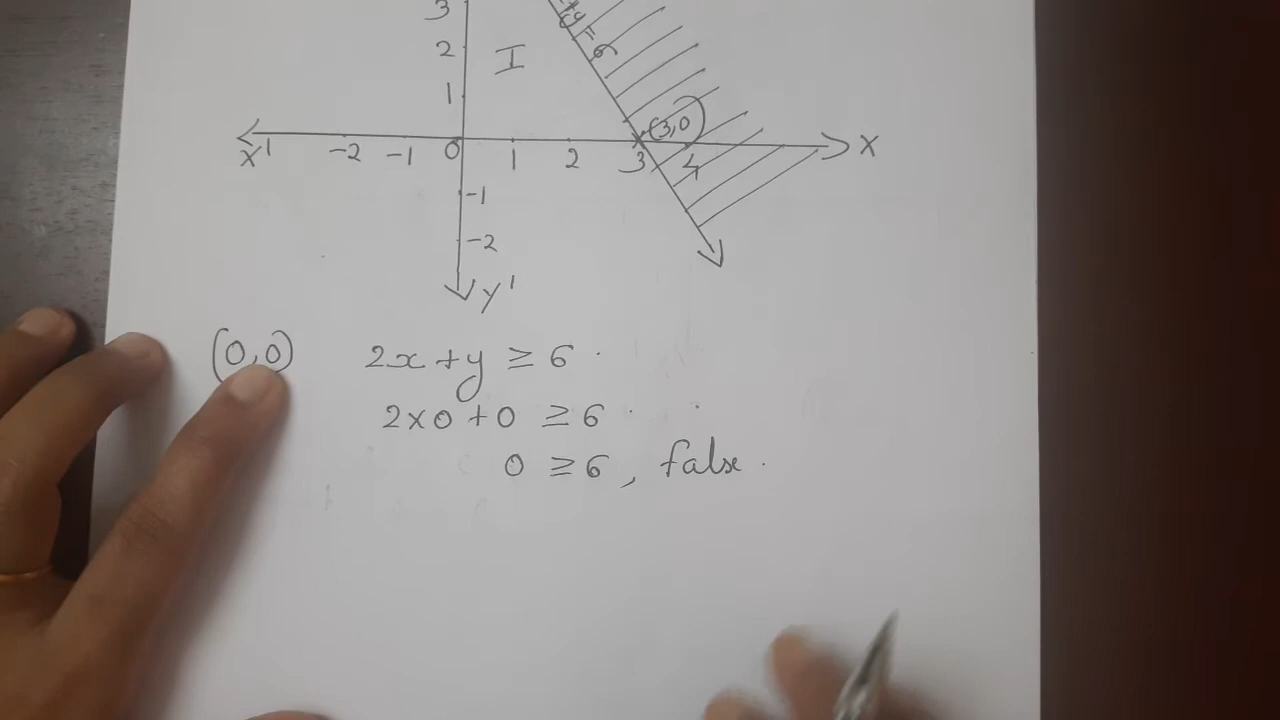 3
+y = 6
2
I
1
(3,0)
X' -2 -1 0 1 2 3 4 X
-1
-2
Y'
(0,0) 2x + y ≥ 6
2×0 + 0 ≥ 6
0 ≥ 6, false.